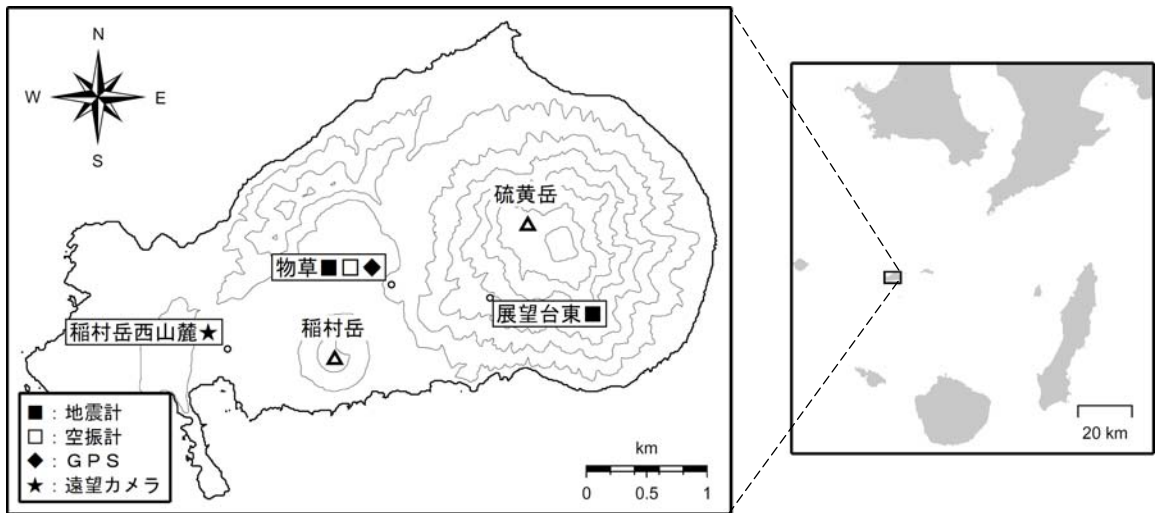 N
W
E
S
硫黄岳
物草■□◆
展望台東■
稲村岳西山麓★
稲村岳
■：地震計
□：空振計
◆：ＧＰＳ
★：遠望カメラ
km
0 0.5 1
20 km